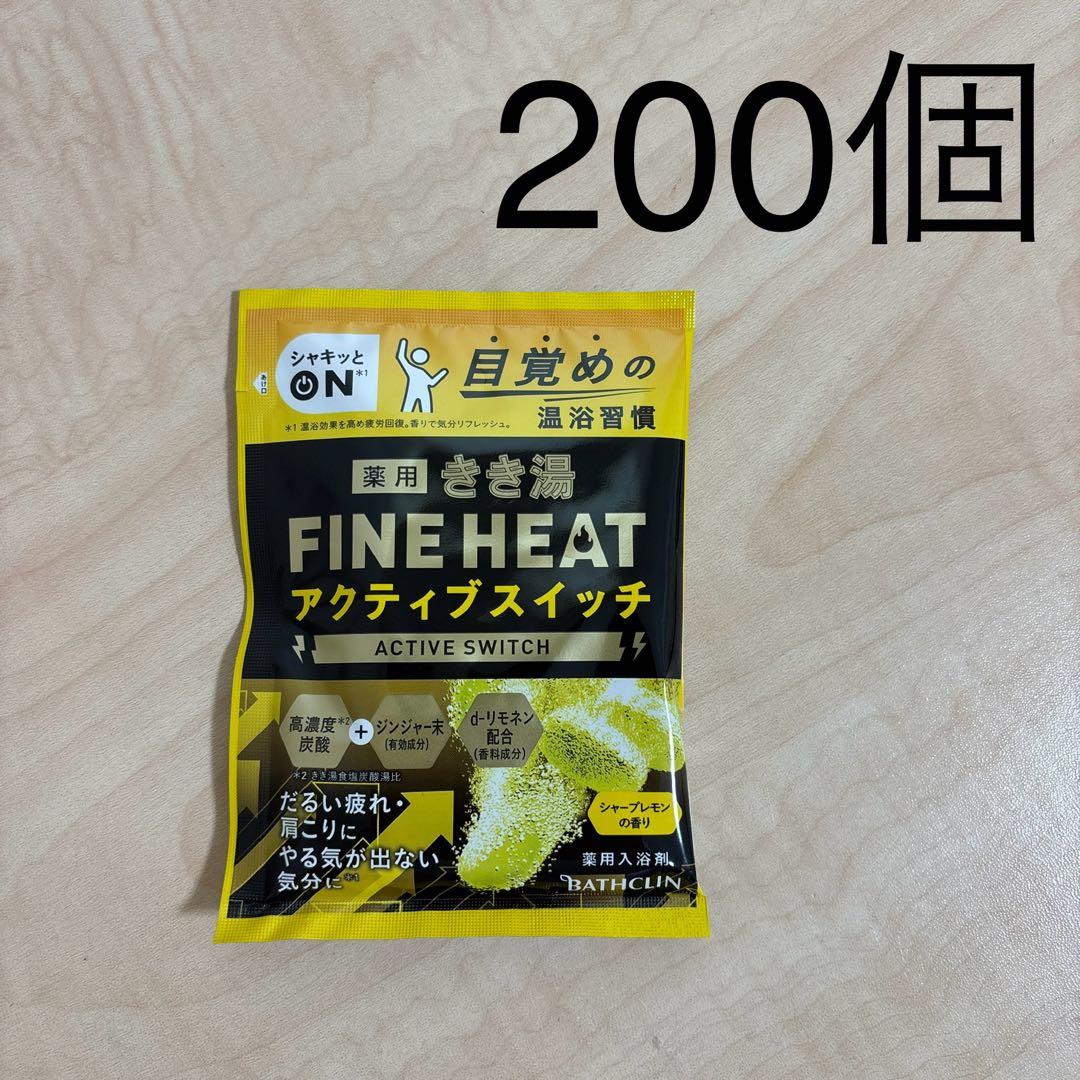 200個
あけ口
シャキッと
ON*1
目覚めの
温浴習慣
*1 温浴効果を高め疲労回復。香りで気分リフレッシュ。
薬用 きき湯
FINE HEAT
アクティブスイッチ
ACTIVE SWITCH
高濃度*2
炭酸
+
ジンジャー末
(有効成分)
d-リモネン
配合
(香料成分)
*2 きき湯食塩炭酸湯比
だるい疲れ・
肩こりに
やる気が出ない
気分に*1
シャープレモン
の香り
薬用入浴剤
BATHCLIN